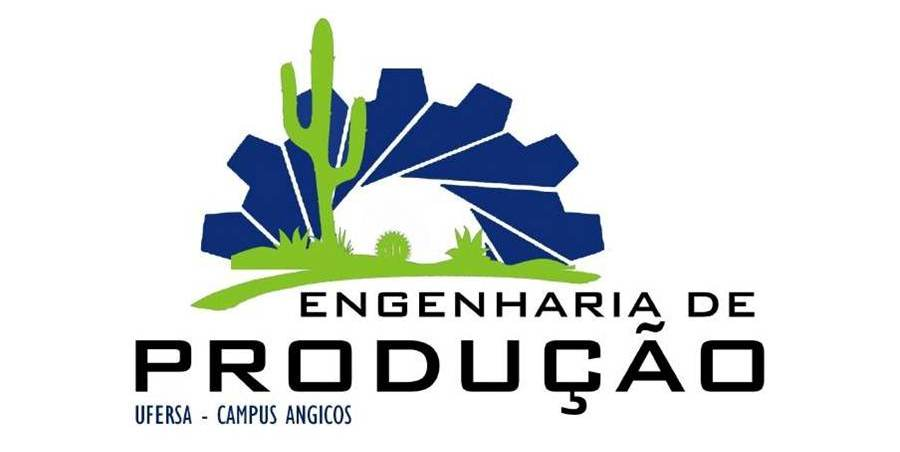 ENGENHARIA DE
PRODUÇÃO
UFERSA - CAMPUS ANGICOS